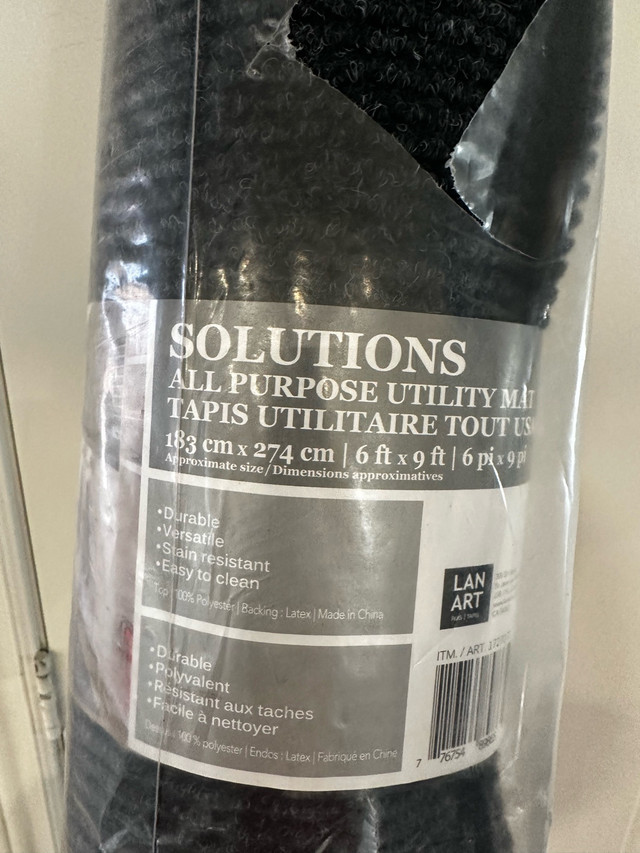 SOLUTIONS
ALL PURPOSE UTILITY MAT
TAPIS UTILITAIRE TOUT
183 cm x 274 cm | 6 ft x 9 ft | 6 pi x 9 pi
Approximate size / Dimensions approximatives
•Durable
•Versatile
•Stain resistant
•Easy to clean
Top : 100% Polyester | Backing : Latex | Made in China
LAN
ART
•Durable
•Polyvalent
•Résistant aux taches
•Facile à nettoyer
100 % polyester | Endos : Latex | Fabriqué en Chine
ITM. / ART.
7 76754